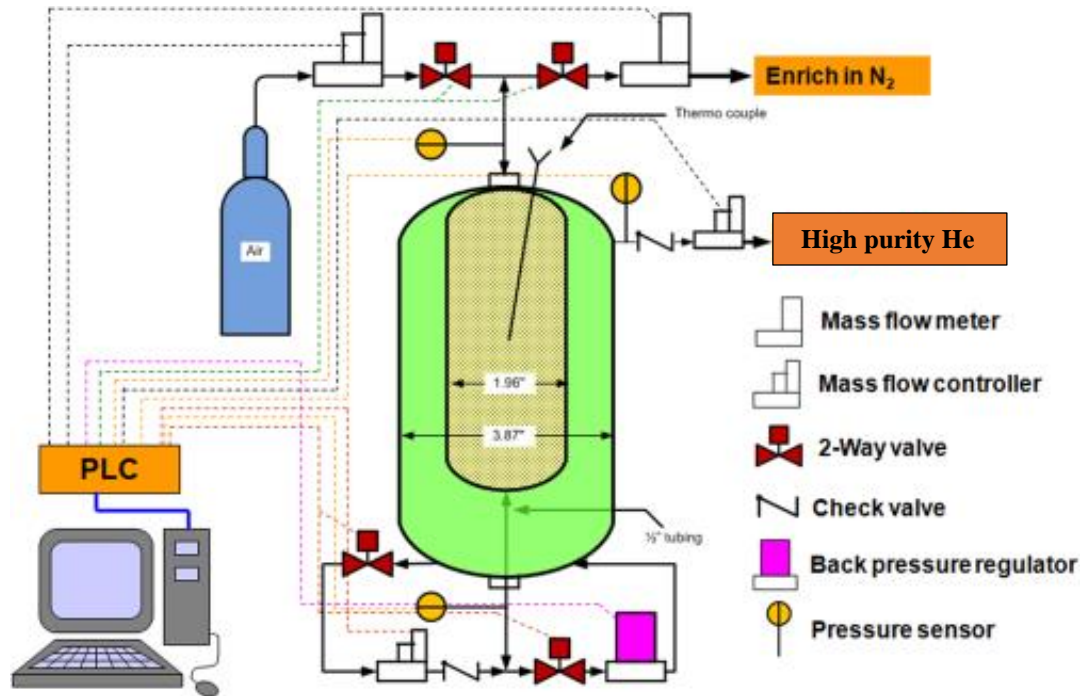 Enrich in N₂
Thermo couple
Air
High purity He
Mass flow meter
1.96"
Mass flow controller
3.87"
2-Way valve
PLC
Check valve
½" tubing
Back pressure regulator
Pressure sensor